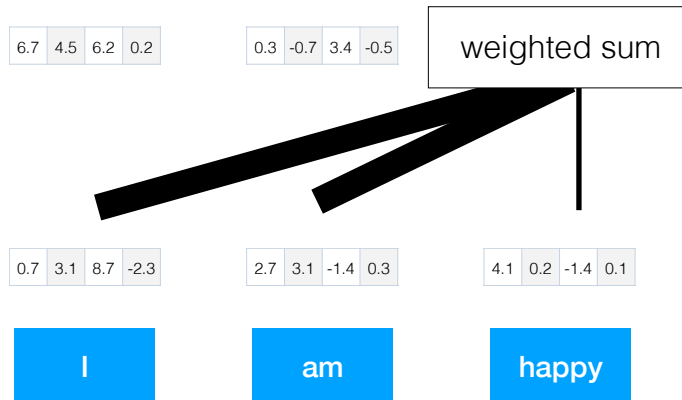 6.7 4.5 6.2 0.2
0.3 -0.7 3.4 -0.5
weighted sum
0.7 3.1 8.7 -2.3
2.7 3.1 -1.4 0.3
4.1 0.2 -1.4 0.1
I
am
happy